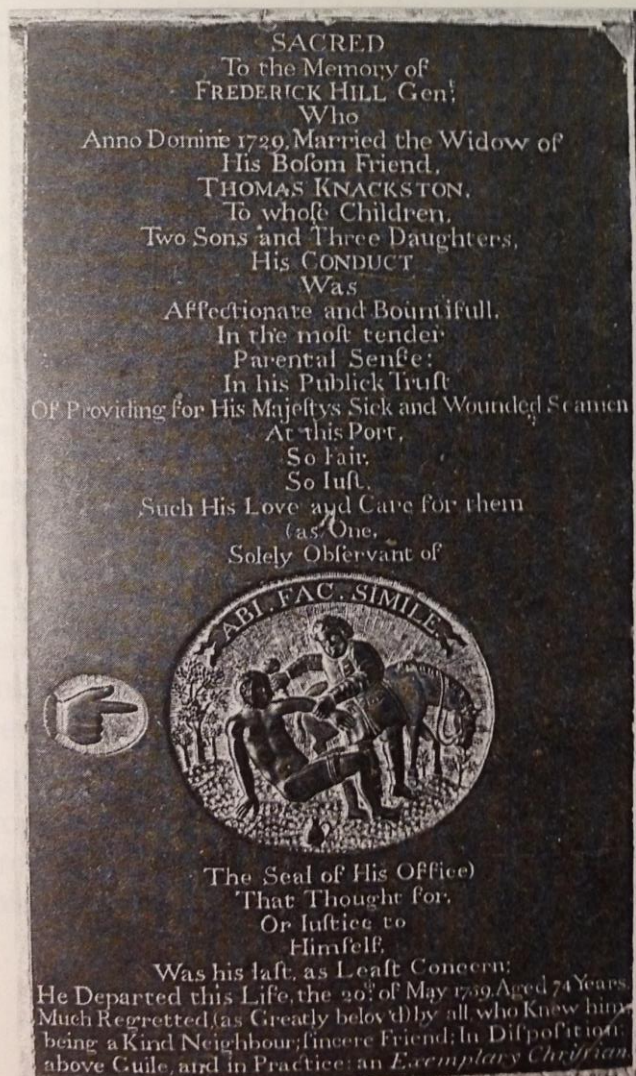 SACRED
To the Memory of
FREDERICK HILL Genᵗ;
Who
Anno Domine 1729, Married the Widow of
His Boſom Friend,
THOMAS KNACKSTON.
To whoſe Children,
Two Sons and Three Daughters,
His CONDUCT
Was
Affectionate and Bountifull,
In the moſt tender
Parental Senſe:
In his Publick Truſt
Of Providing for His Majeſtys Sick and Wounded Seamen
At this Port,
So Fair,
So Iuſt,
Such His Love and Care for them
(as One,
Solely Obſervant of
ABI . FAC . SIMILE
The Seal of His Office)
That Thought for,
Or Iuſtice to
Himſelf,
Was his laſt, as Leaſt Concern;
He Departed this Life, the 20ᵗ of May 1759, Aged 74 Years,
Much Regretted, (as Greatly belov'd) by all who Knew him
being a Kind Neighbour, ſincere Friend; In Diſpoſition
above Guile, and in Practice; an Exemplary Chriſtian